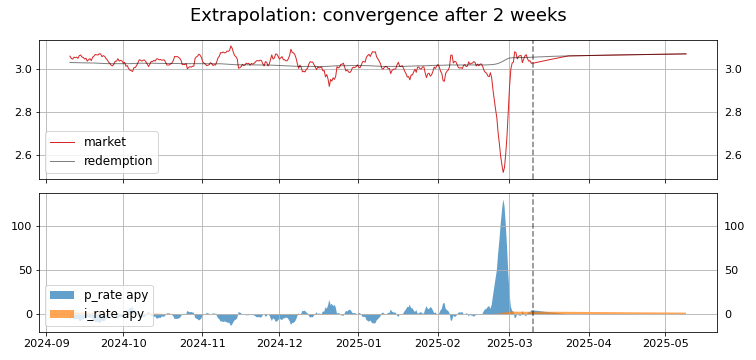 Extrapolation: convergence after 2 weeks
3.0
2.8
2.6
3.0
2.8
2.6
market
redemption
100
50
0
100
50
0
p_rate apy
i_rate apy
2024-09 2024-10 2024-11 2024-12 2025-01 2025-02 2025-03 2025-04 2025-05